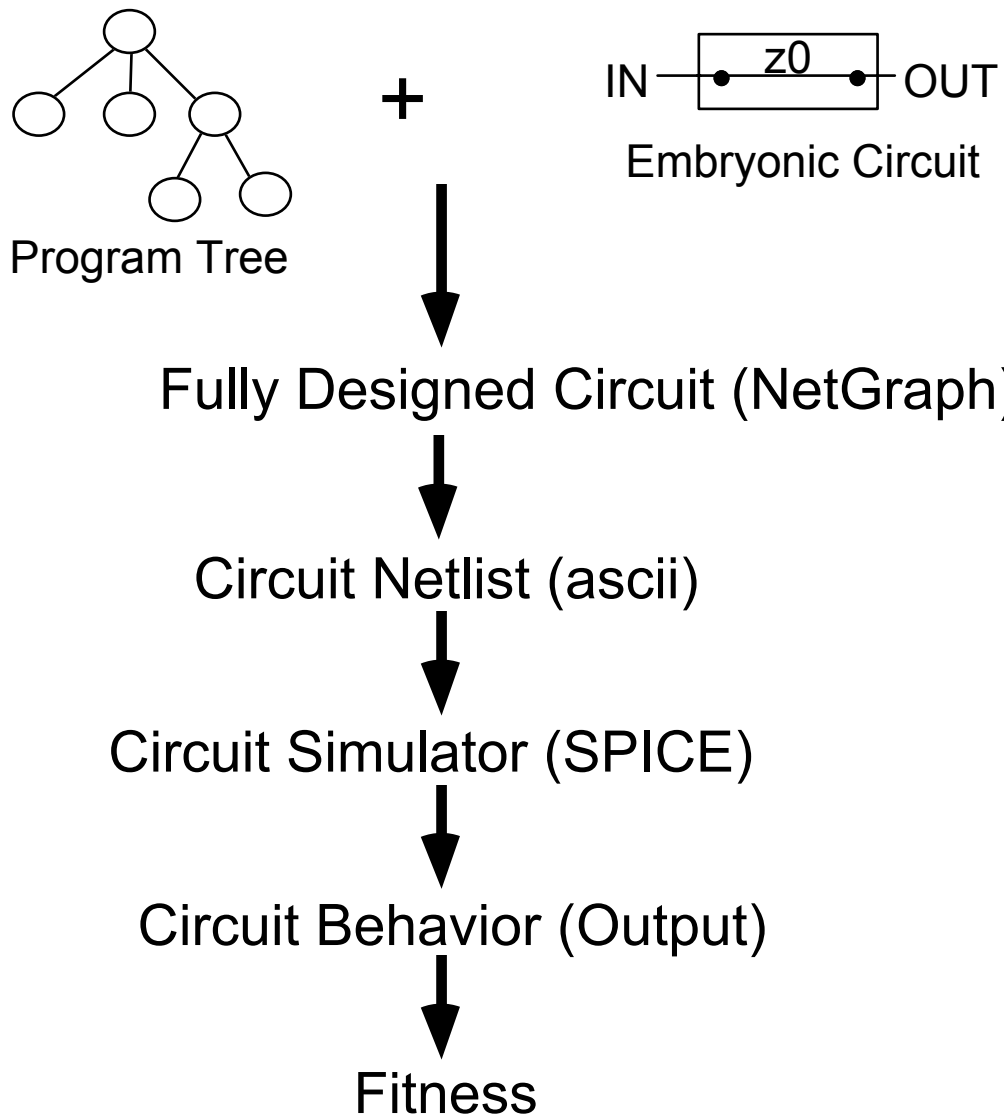 z0
IN
OUT
+
Embryonic Circuit
Program Tree
Fully Designed Circuit (NetGraph)
Circuit Netlist (ascii)
Circuit Simulator (SPICE)
Circuit Behavior (Output)
Fitness